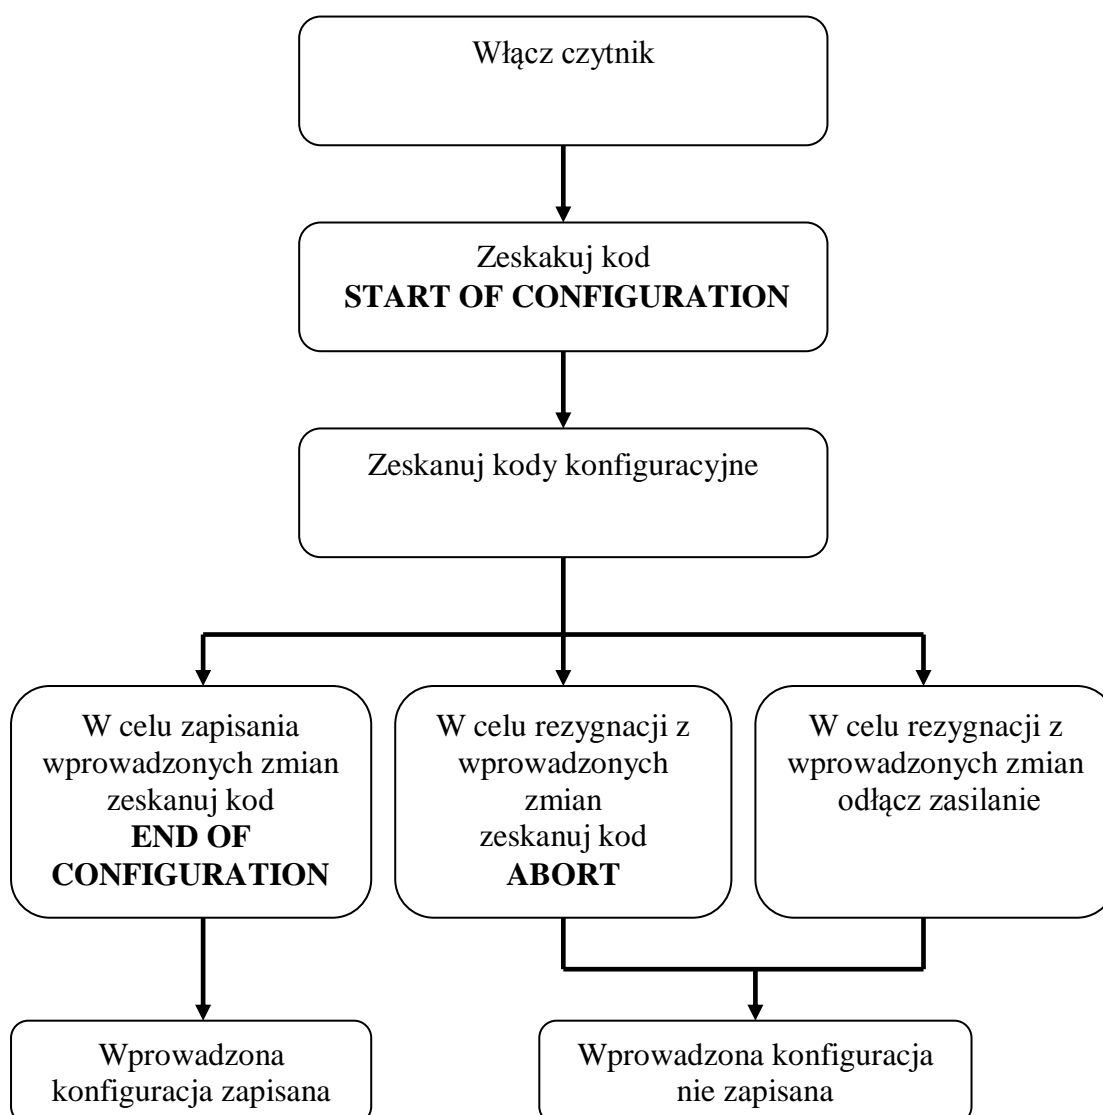 Włącz czytnik
Zeskakuj kod
START OF CONFIGURATION
Zeskanuj kody konfiguracyjne
W celu zapisania
wprowadzonych zmian
zeskanuj kod
END OF
CONFIGURATION
W celu rezygnacji z
wprowadzonych
zmian
zeskanuj kod
ABORT
W celu rezygnacji z
wprowadzonych zmian
odłącz zasilanie
Wprowadzona
konfiguracja zapisana
Wprowadzona konfiguracja
nie zapisana